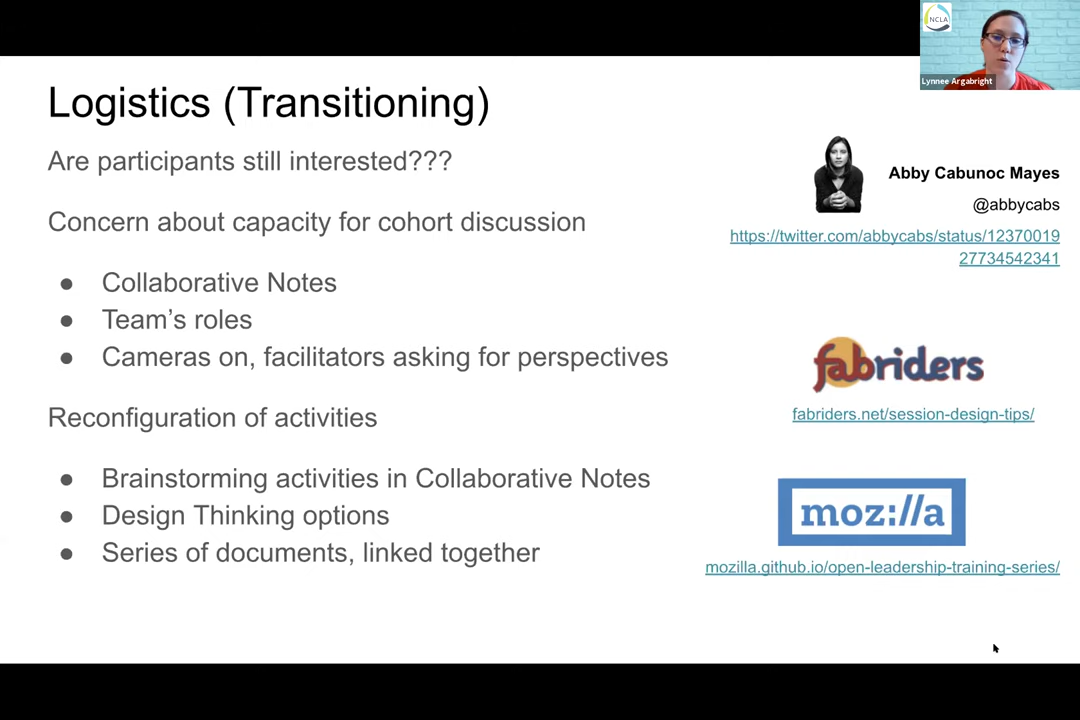 NCLA
Lynnee Argabright
Logistics (Transitioning)
Are participants still interested???
Concern about capacity for cohort discussion
● Collaborative Notes
● Team’s roles
● Cameras on, facilitators asking for perspectives
Reconfiguration of activities
● Brainstorming activities in Collaborative Notes
● Design Thinking options
● Series of documents, linked together
Abby Cabunoc Mayes
@abbycabs
https://twitter.com/abbycabs/status/12370019
27734542341
fabriders
fabriders.net/session-design-tips/
moz://a
mozilla.github.io/open-leadership-training-series/